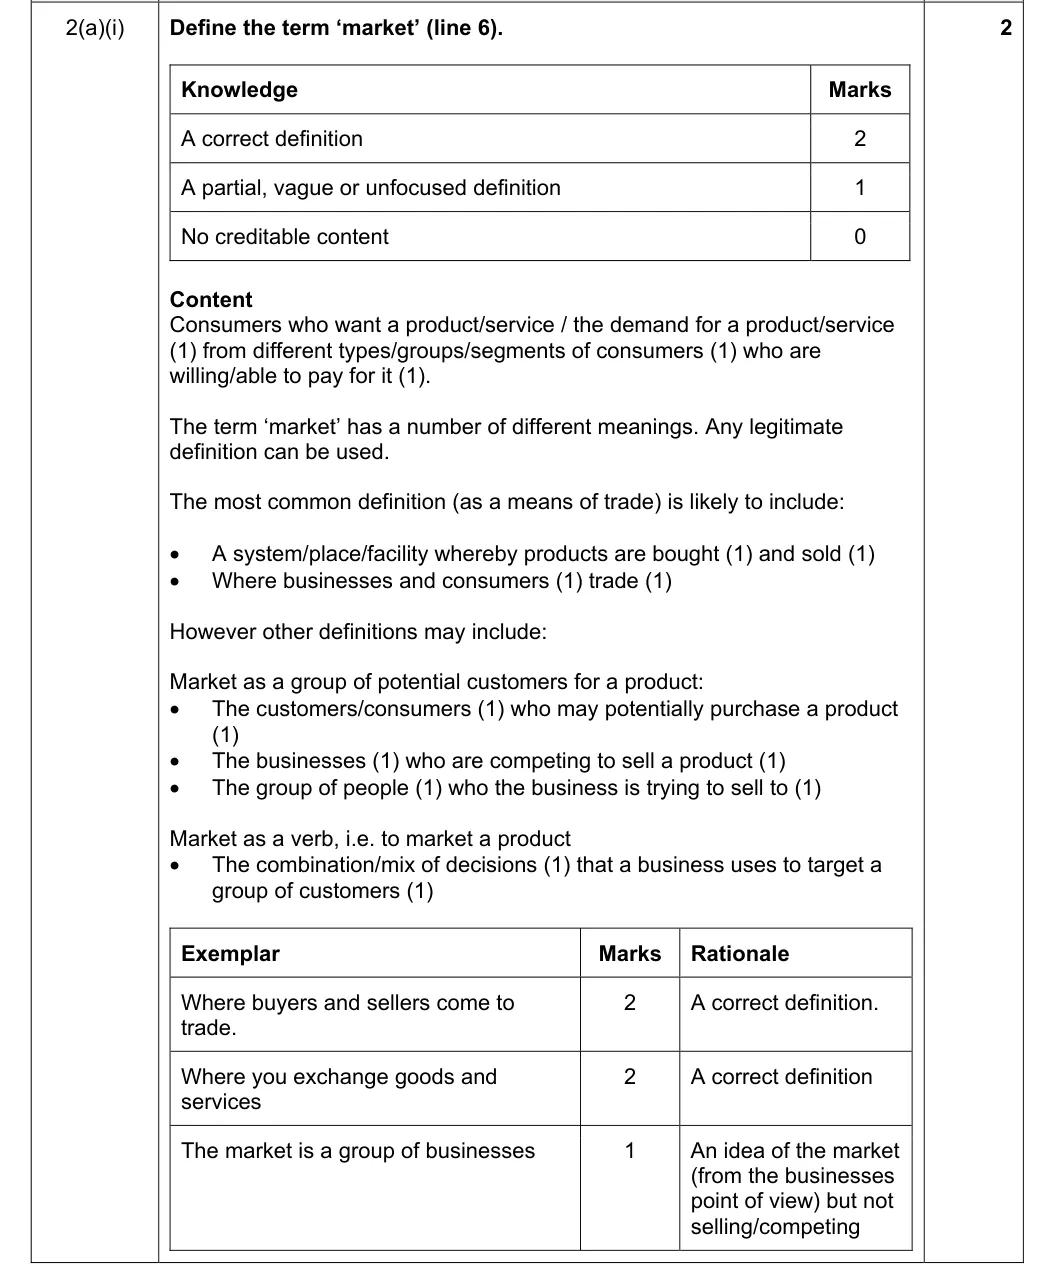 2(a)(i) Define the term ‘market’ (line 6). 2
Knowledge Marks
A correct definition 2
A partial, vague or unfocused definition 1
No creditable content 0
Content
Consumers who want a product/service / the demand for a product/service
(1) from different types/groups/segments of consumers (1) who are
willing/able to pay for it (1).
The term ‘market’ has a number of different meanings. Any legitimate
definition can be used.
The most common definition (as a means of trade) is likely to include:
• A system/place/facility whereby products are bought (1) and sold (1)
• Where businesses and consumers (1) trade (1)
However other definitions may include:
Market as a group of potential customers for a product:
• The customers/consumers (1) who may potentially purchase a product
(1)
• The businesses (1) who are competing to sell a product (1)
• The group of people (1) who the business is trying to sell to (1)
Market as a verb, i.e. to market a product
• The combination/mix of decisions (1) that a business uses to target a
group of customers (1)
Exemplar Marks Rationale
Where buyers and sellers come to 2 A correct definition.
trade.
Where you exchange goods and 2 A correct definition
services
The market is a group of businesses 1 An idea of the market
(from the businesses
point of view) but not
selling/competing